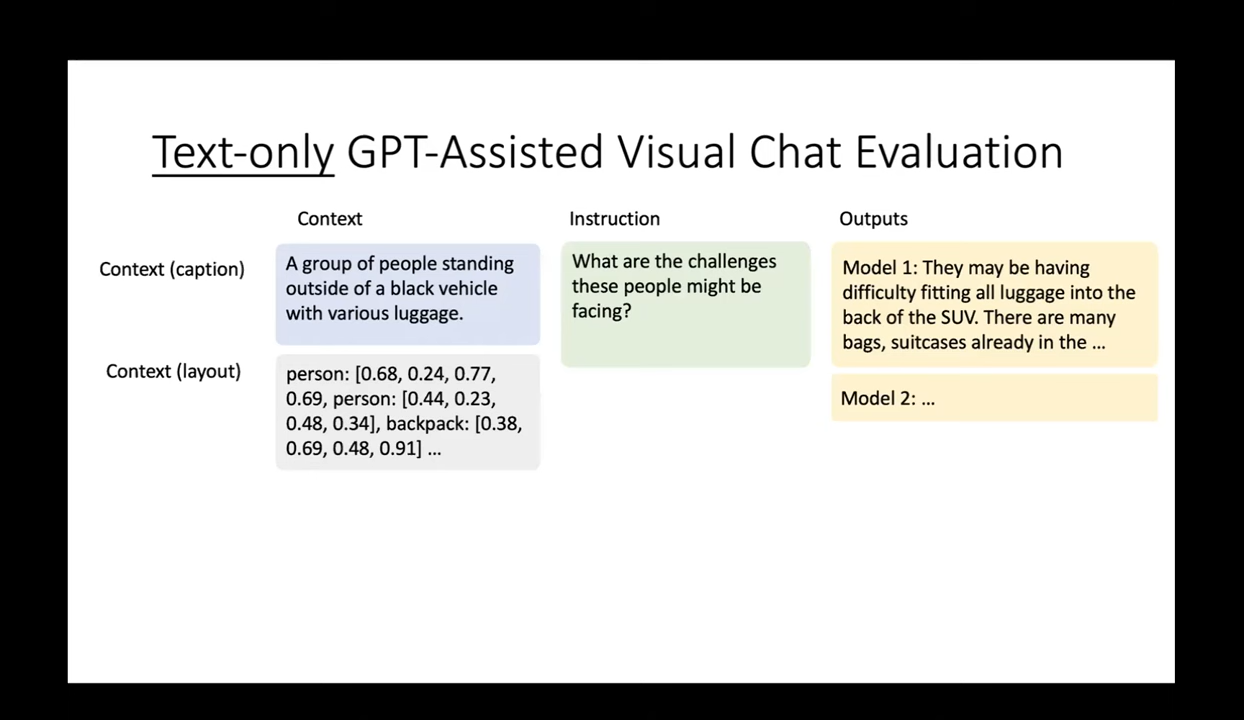 Text-only GPT-Assisted Visual Chat Evaluation
Context
Instruction
Outputs
Context (caption)
A group of people standing
outside of a black vehicle
with various luggage.
What are the challenges
these people might be
facing?
Model 1: They may be having
difficulty fitting all luggage into the
back of the SUV. There are many
bags, suitcases already in the ...
Context (layout)
person: [0.68, 0.24, 0.77,
0.69, person: [0.44, 0.23,
0.48, 0.34], backpack: [0.38,
0.69, 0.48, 0.91] ...
Model 2: ...